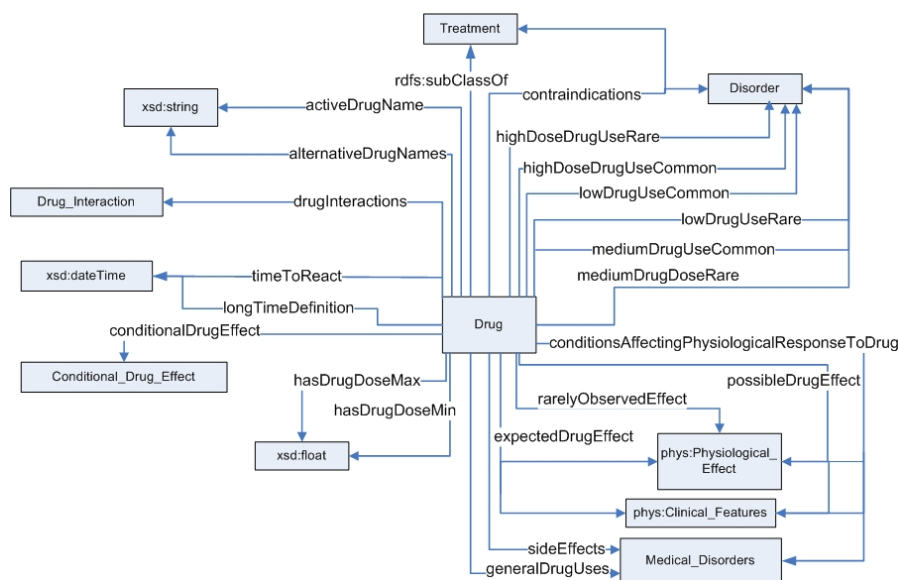 Treatment
rdfs:subClassOf
contraindications
Disorder
xsd:string
activeDrugName
highDoseDrugUseRare
alternativeDrugNames
highDoseDrugUseCommon
lowDrugUseCommon
Drug_Interaction
drugInteractions
lowDrugUseRare
mediumDrugUseCommon
xsd:dateTime
timeToReact
mediumDrugDoseRare
longTimeDefinition
Drug
conditionalDrugEffect
conditionsAffectingPhysiologicalResponseToDrug
Conditional_Drug_Effect
hasDrugDoseMax
possibleDrugEffect
hasDrugDoseMin
rarelyObservedEffect
expectedDrugEffect
xsd:float
phys:Physiological_
Effect
phys:Clinical_Features
sideEffects
Medical_Disorders
generalDrugUses